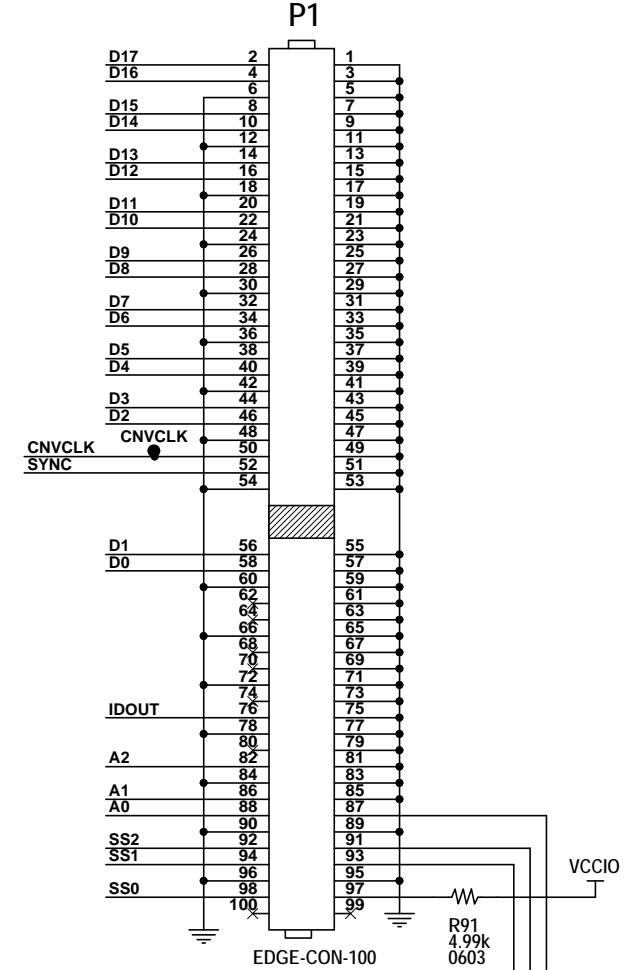 P1
D17 2 1
D16 4 3
6 5
D15 8 7
D14 10 9
12 11
D13 14 13
D12 16 15
18 17
D11 20 19
D10 22 21
24 23
D9 26 25
D8 28 27
30 29
D7 32 31
D6 34 33
36 35
D5 38 37
D4 40 39
42 41
D3 44 43
D2 46 45
CNVCLK 48 47
CNVCLK 50 49
SYNC 52 51
54 53
D1 56 55
D0 58 57
60 59
62 61
64 63
66 65
68 67
70 69
72 71
74 73
IDOUT 76 75
78 77
80 79
A2 82 81
84 83
A1 86 85
A0 88 87
90 89
SS2 92 91
SS1 94 93
VCCIO
96 95
SS0 98 97
100 99
R91
4.99k
0603
EDGE-CON-100